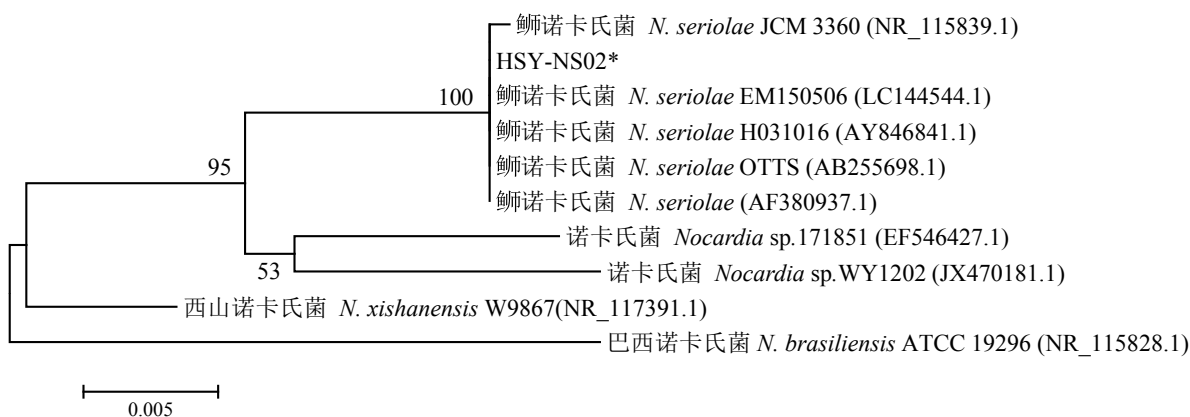 鰤诺卡氏菌 N. seriolae JCM 3360 (NR_115839.1)
HSY-NS02*
鰤诺卡氏菌 N. seriolae EM150506 (LC144544.1)
100
鰤诺卡氏菌 N. seriolae H031016 (AY846841.1)
鰤诺卡氏菌 N. seriolae OTTS (AB255698.1)
95
鰤诺卡氏菌 N. seriolae (AF380937.1)
诺卡氏菌 Nocardia sp.171851 (EF546427.1)
53
诺卡氏菌 Nocardia sp.WY1202 (JX470181.1)
西山诺卡氏菌 N. xishanensis W9867(NR_117391.1)
巴西诺卡氏菌 N. brasiliensis ATCC 19296 (NR_115828.1)
0.005